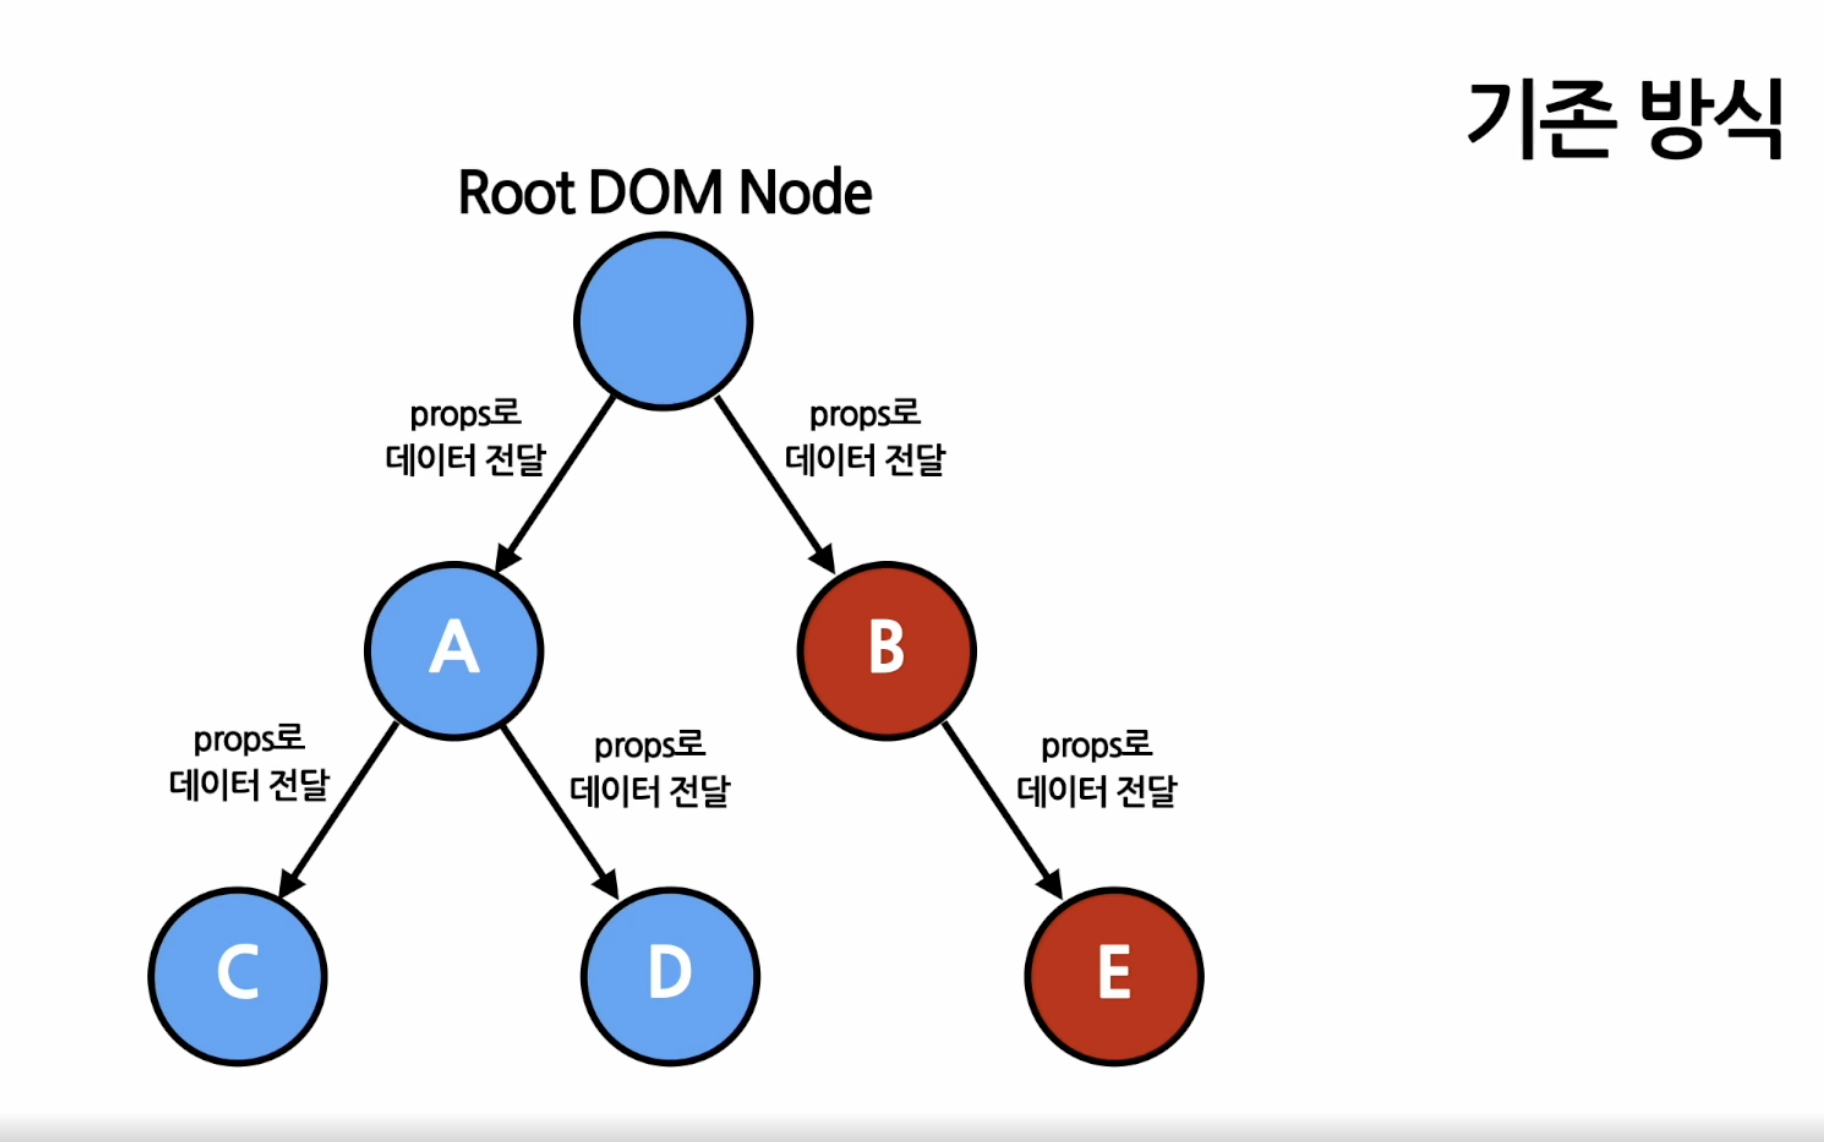 기존 방식
Root DOM Node
props로
데이터 전달
props로
데이터 전달
A
B
props로
데이터 전달
props로
데이터 전달
props로
데이터 전달
C
D
E